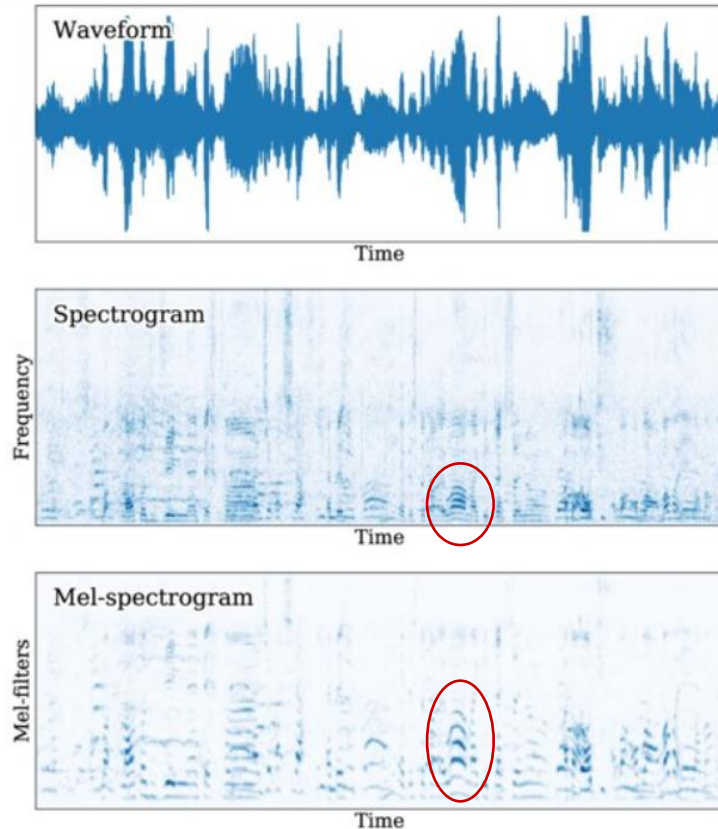 Waveform
Time
Spectrogram
Frequency
Time
Mel-spectrogram
Mel-filters
Time